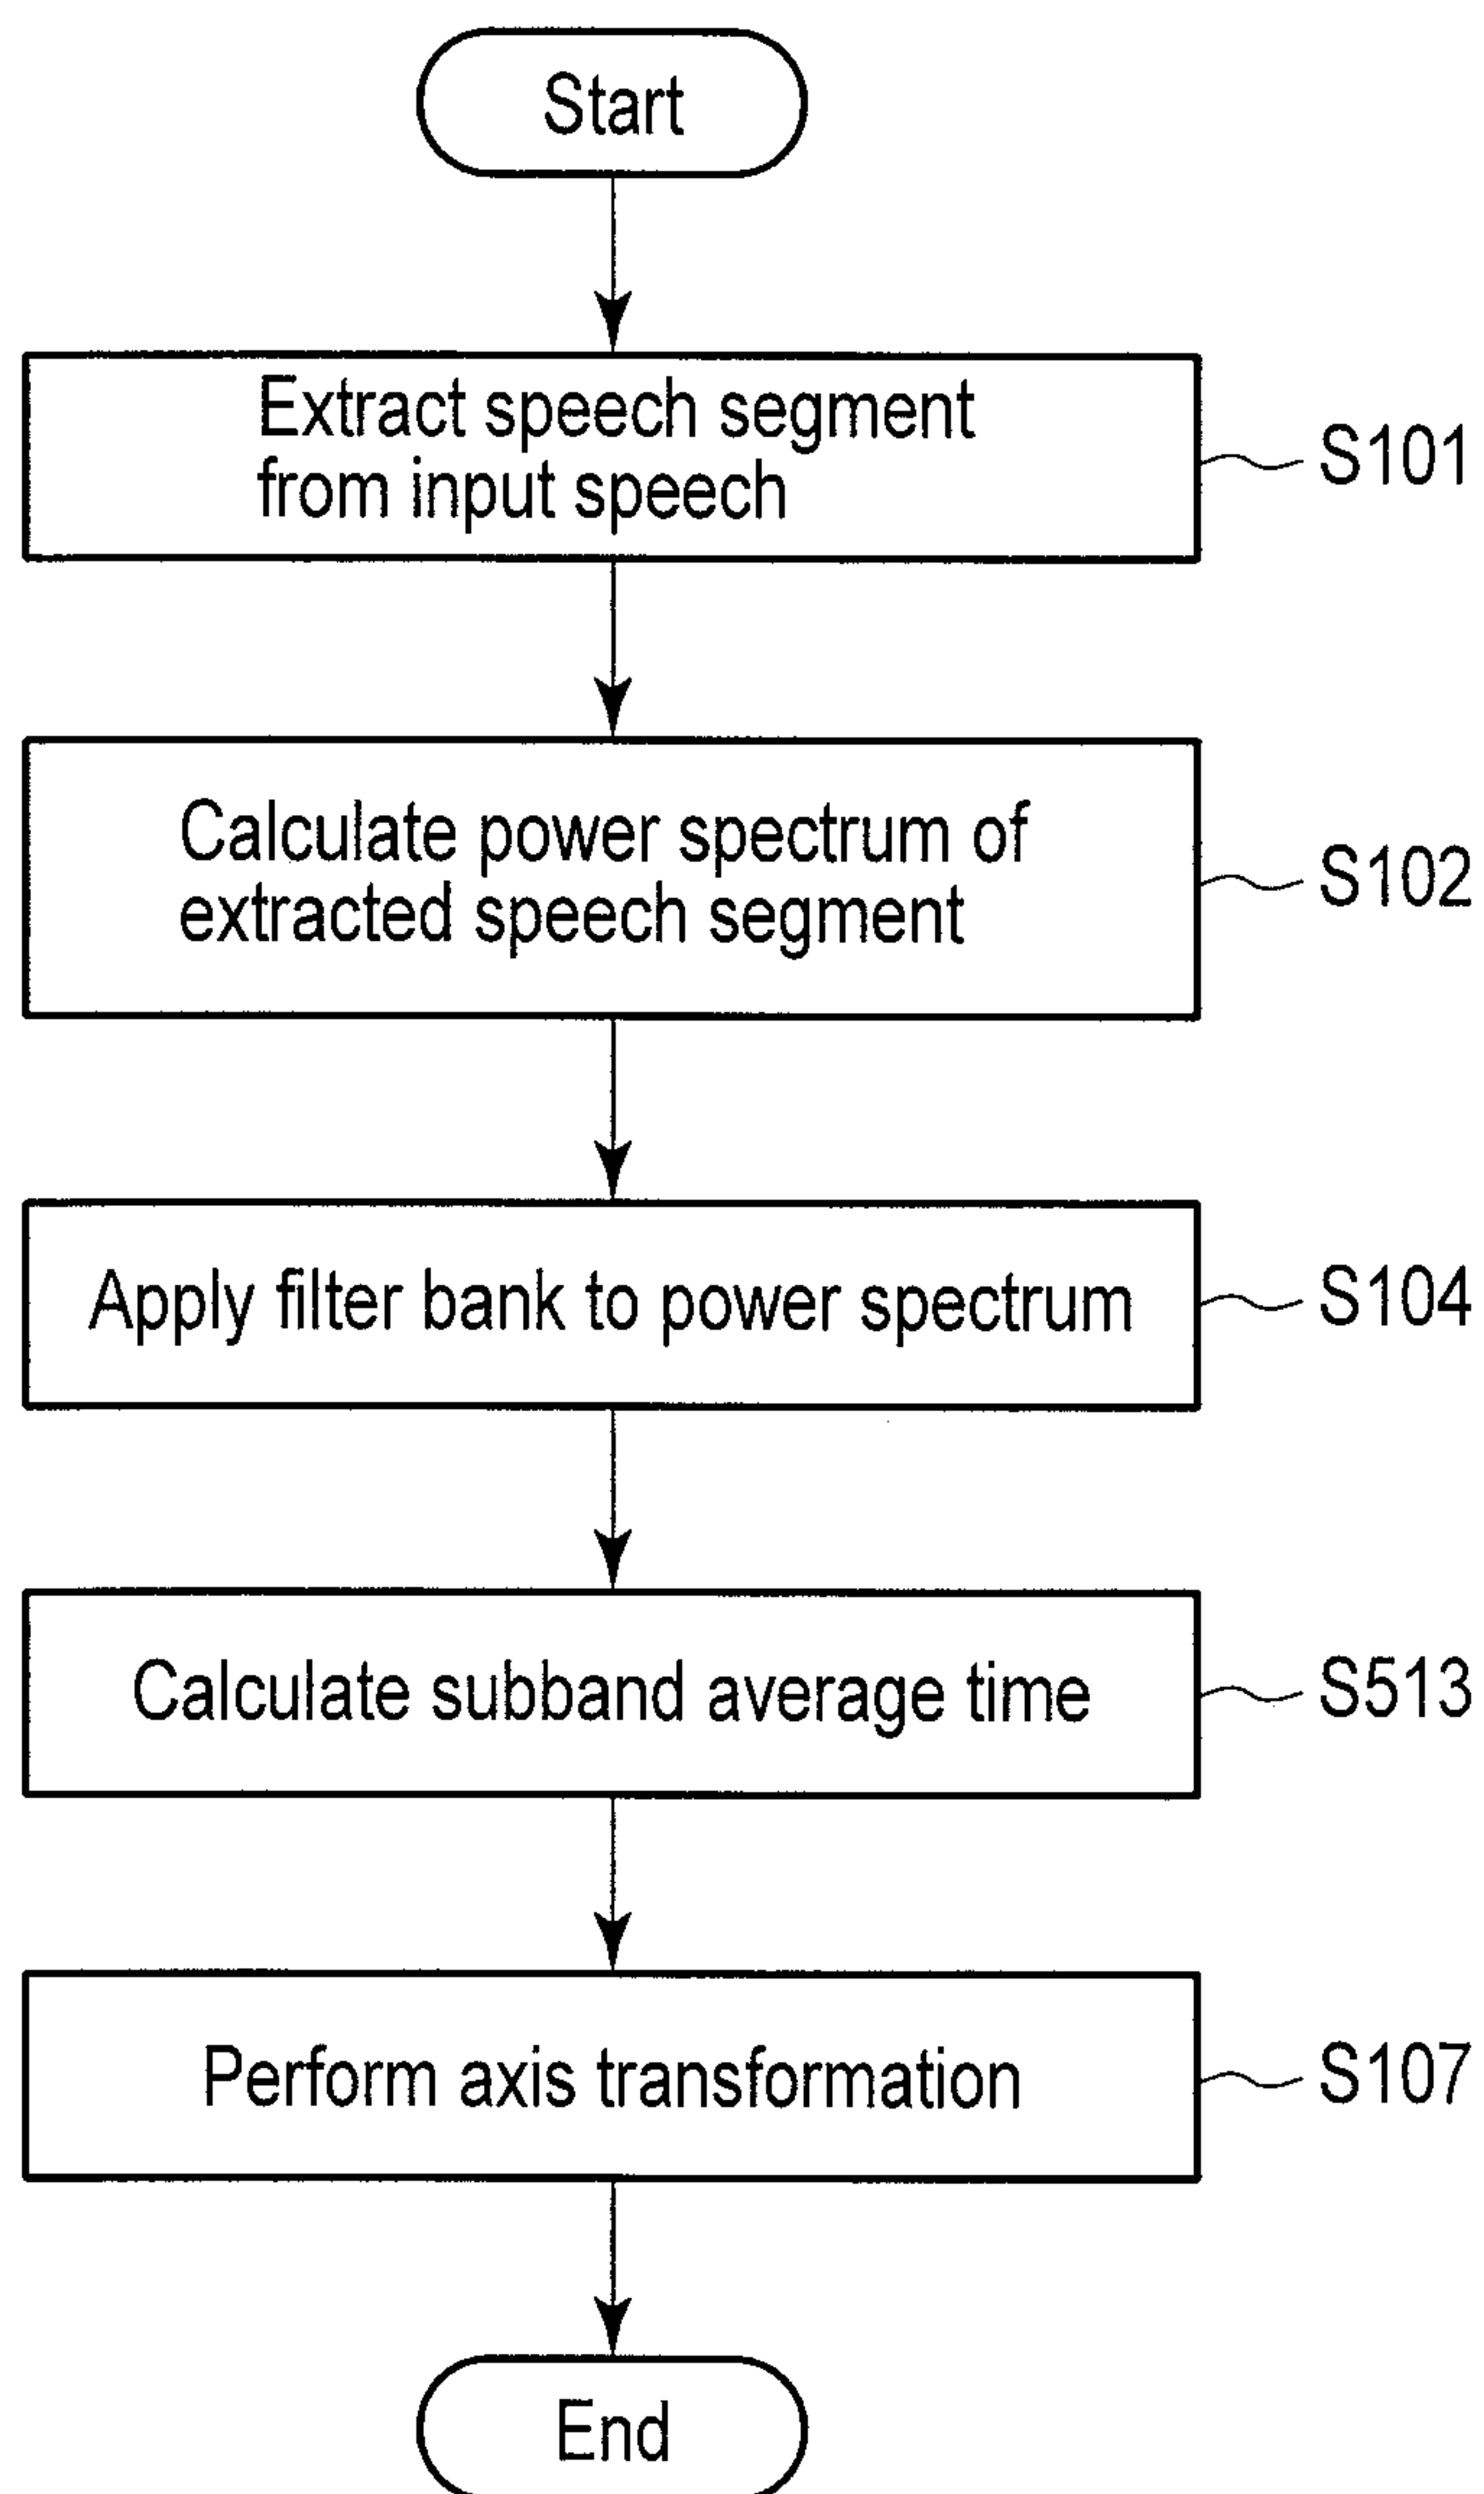 Start
Extract speech segment
from input speech
S101
Calculate power spectrum of
extracted speech segment
S102
Apply filter bank to power spectrum
S104
Calculate subband average time
S513
Perform axis transformation
S107
End